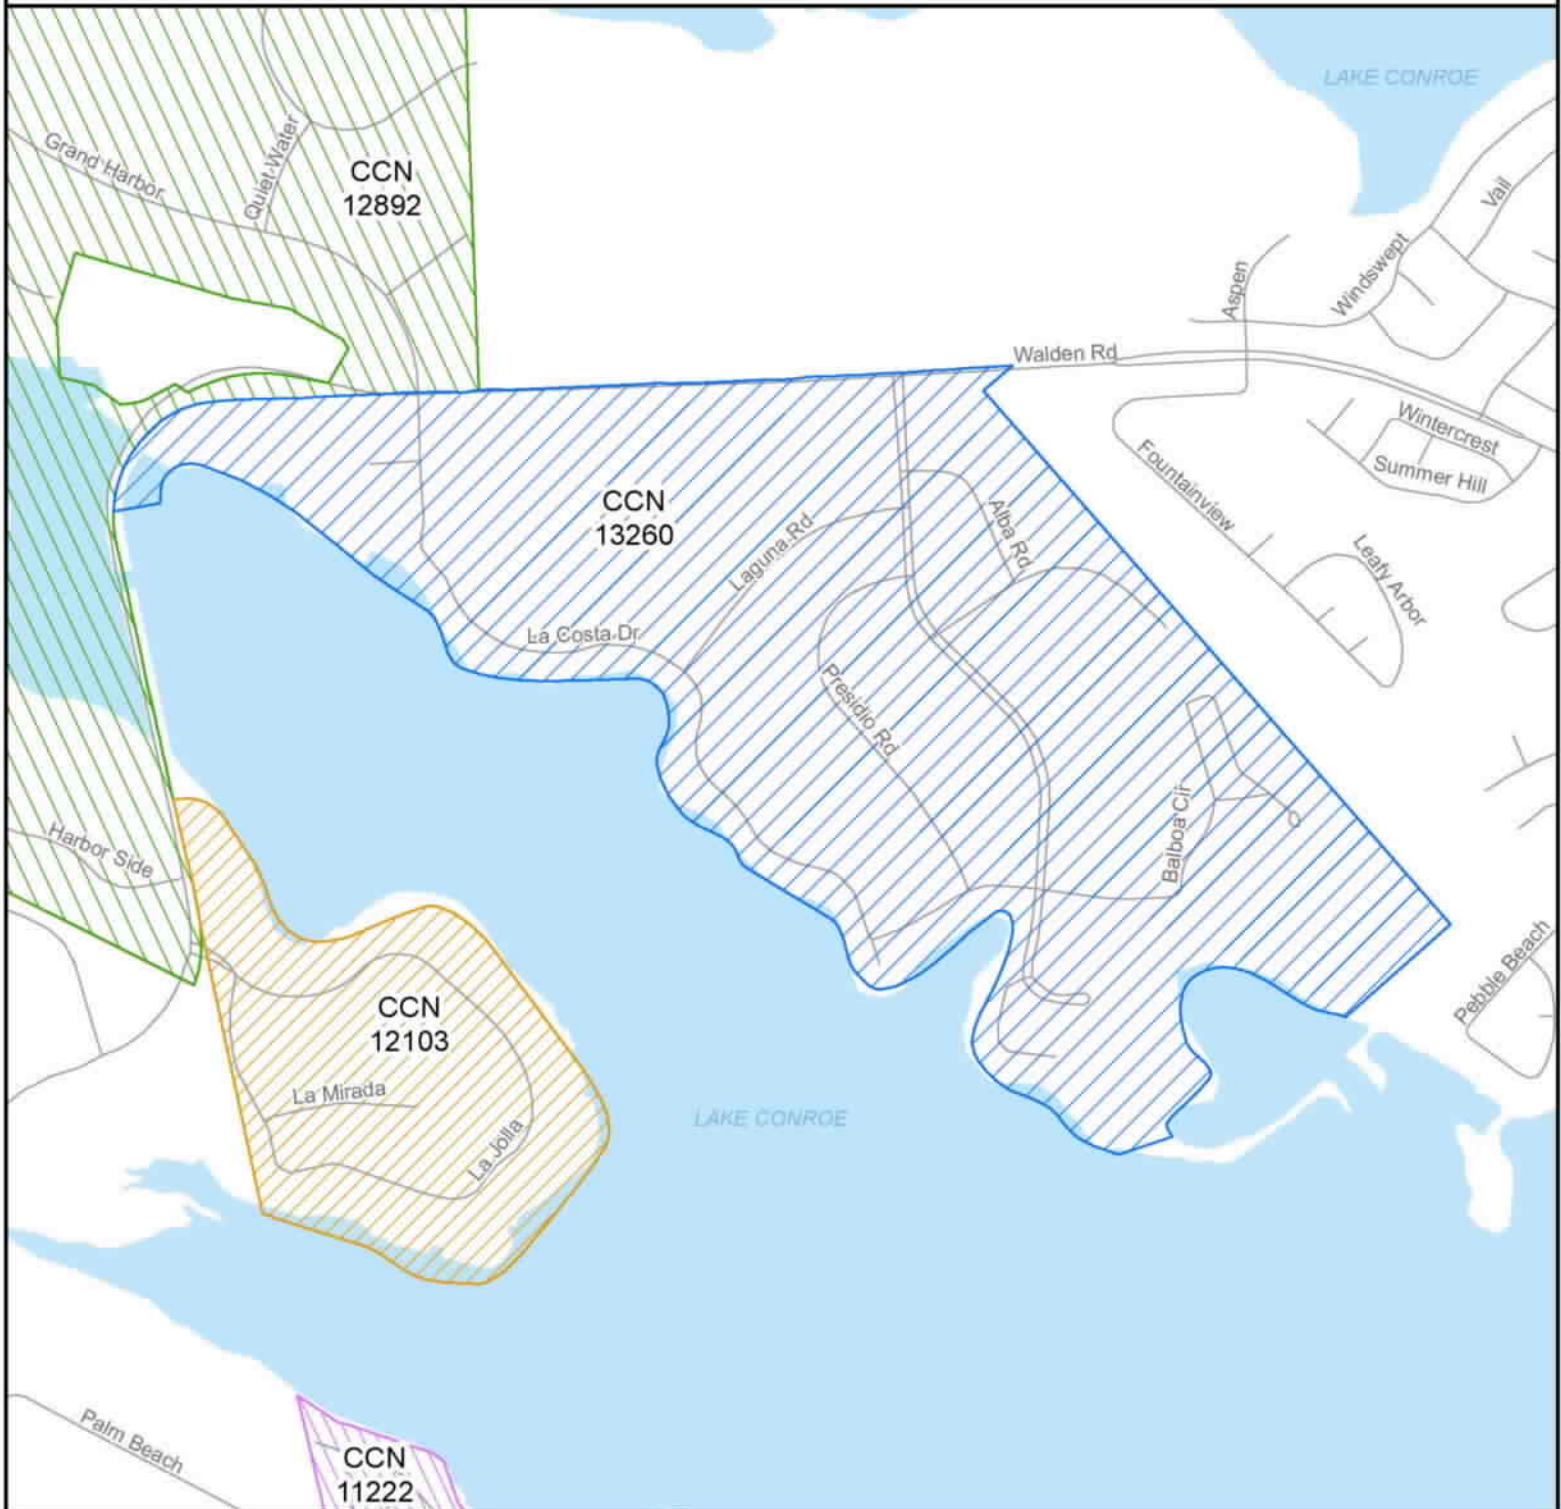 LAKE CONROE
Grand Harbor
Quiet Water
CCN
12892
Vail
Windswept
Aspen
Walden Rd
Wintercrest
Summer Hill
Fountainview
Leafy Arbor
CCN
13260
Alba Rd
Laguna Rd
La Costa Dr
Presidio Rd
Balboa Cir
Harbor Side
Pebble Beach
CCN
12103
La Mirada
La Jolla
LAKE CONROE
Palm Beach
CCN
11222